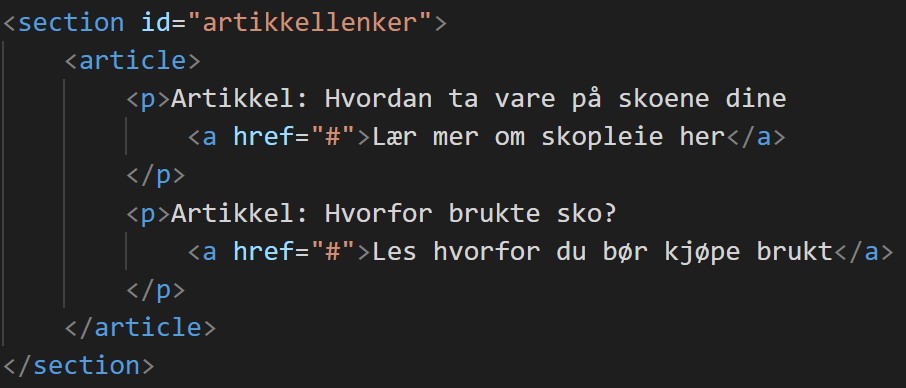 <section id="artikkellenker">
    <article>
        <p>Artikkel: Hvordan ta vare på skoene dine
            <a href="#">Lær mer om skopleie her</a>
        </p>
        <p>Artikkel: Hvorfor brukte sko?
            <a href="#">Les hvorfor du bør kjøpe brukt</a>
        </p>
    </article>
</section>